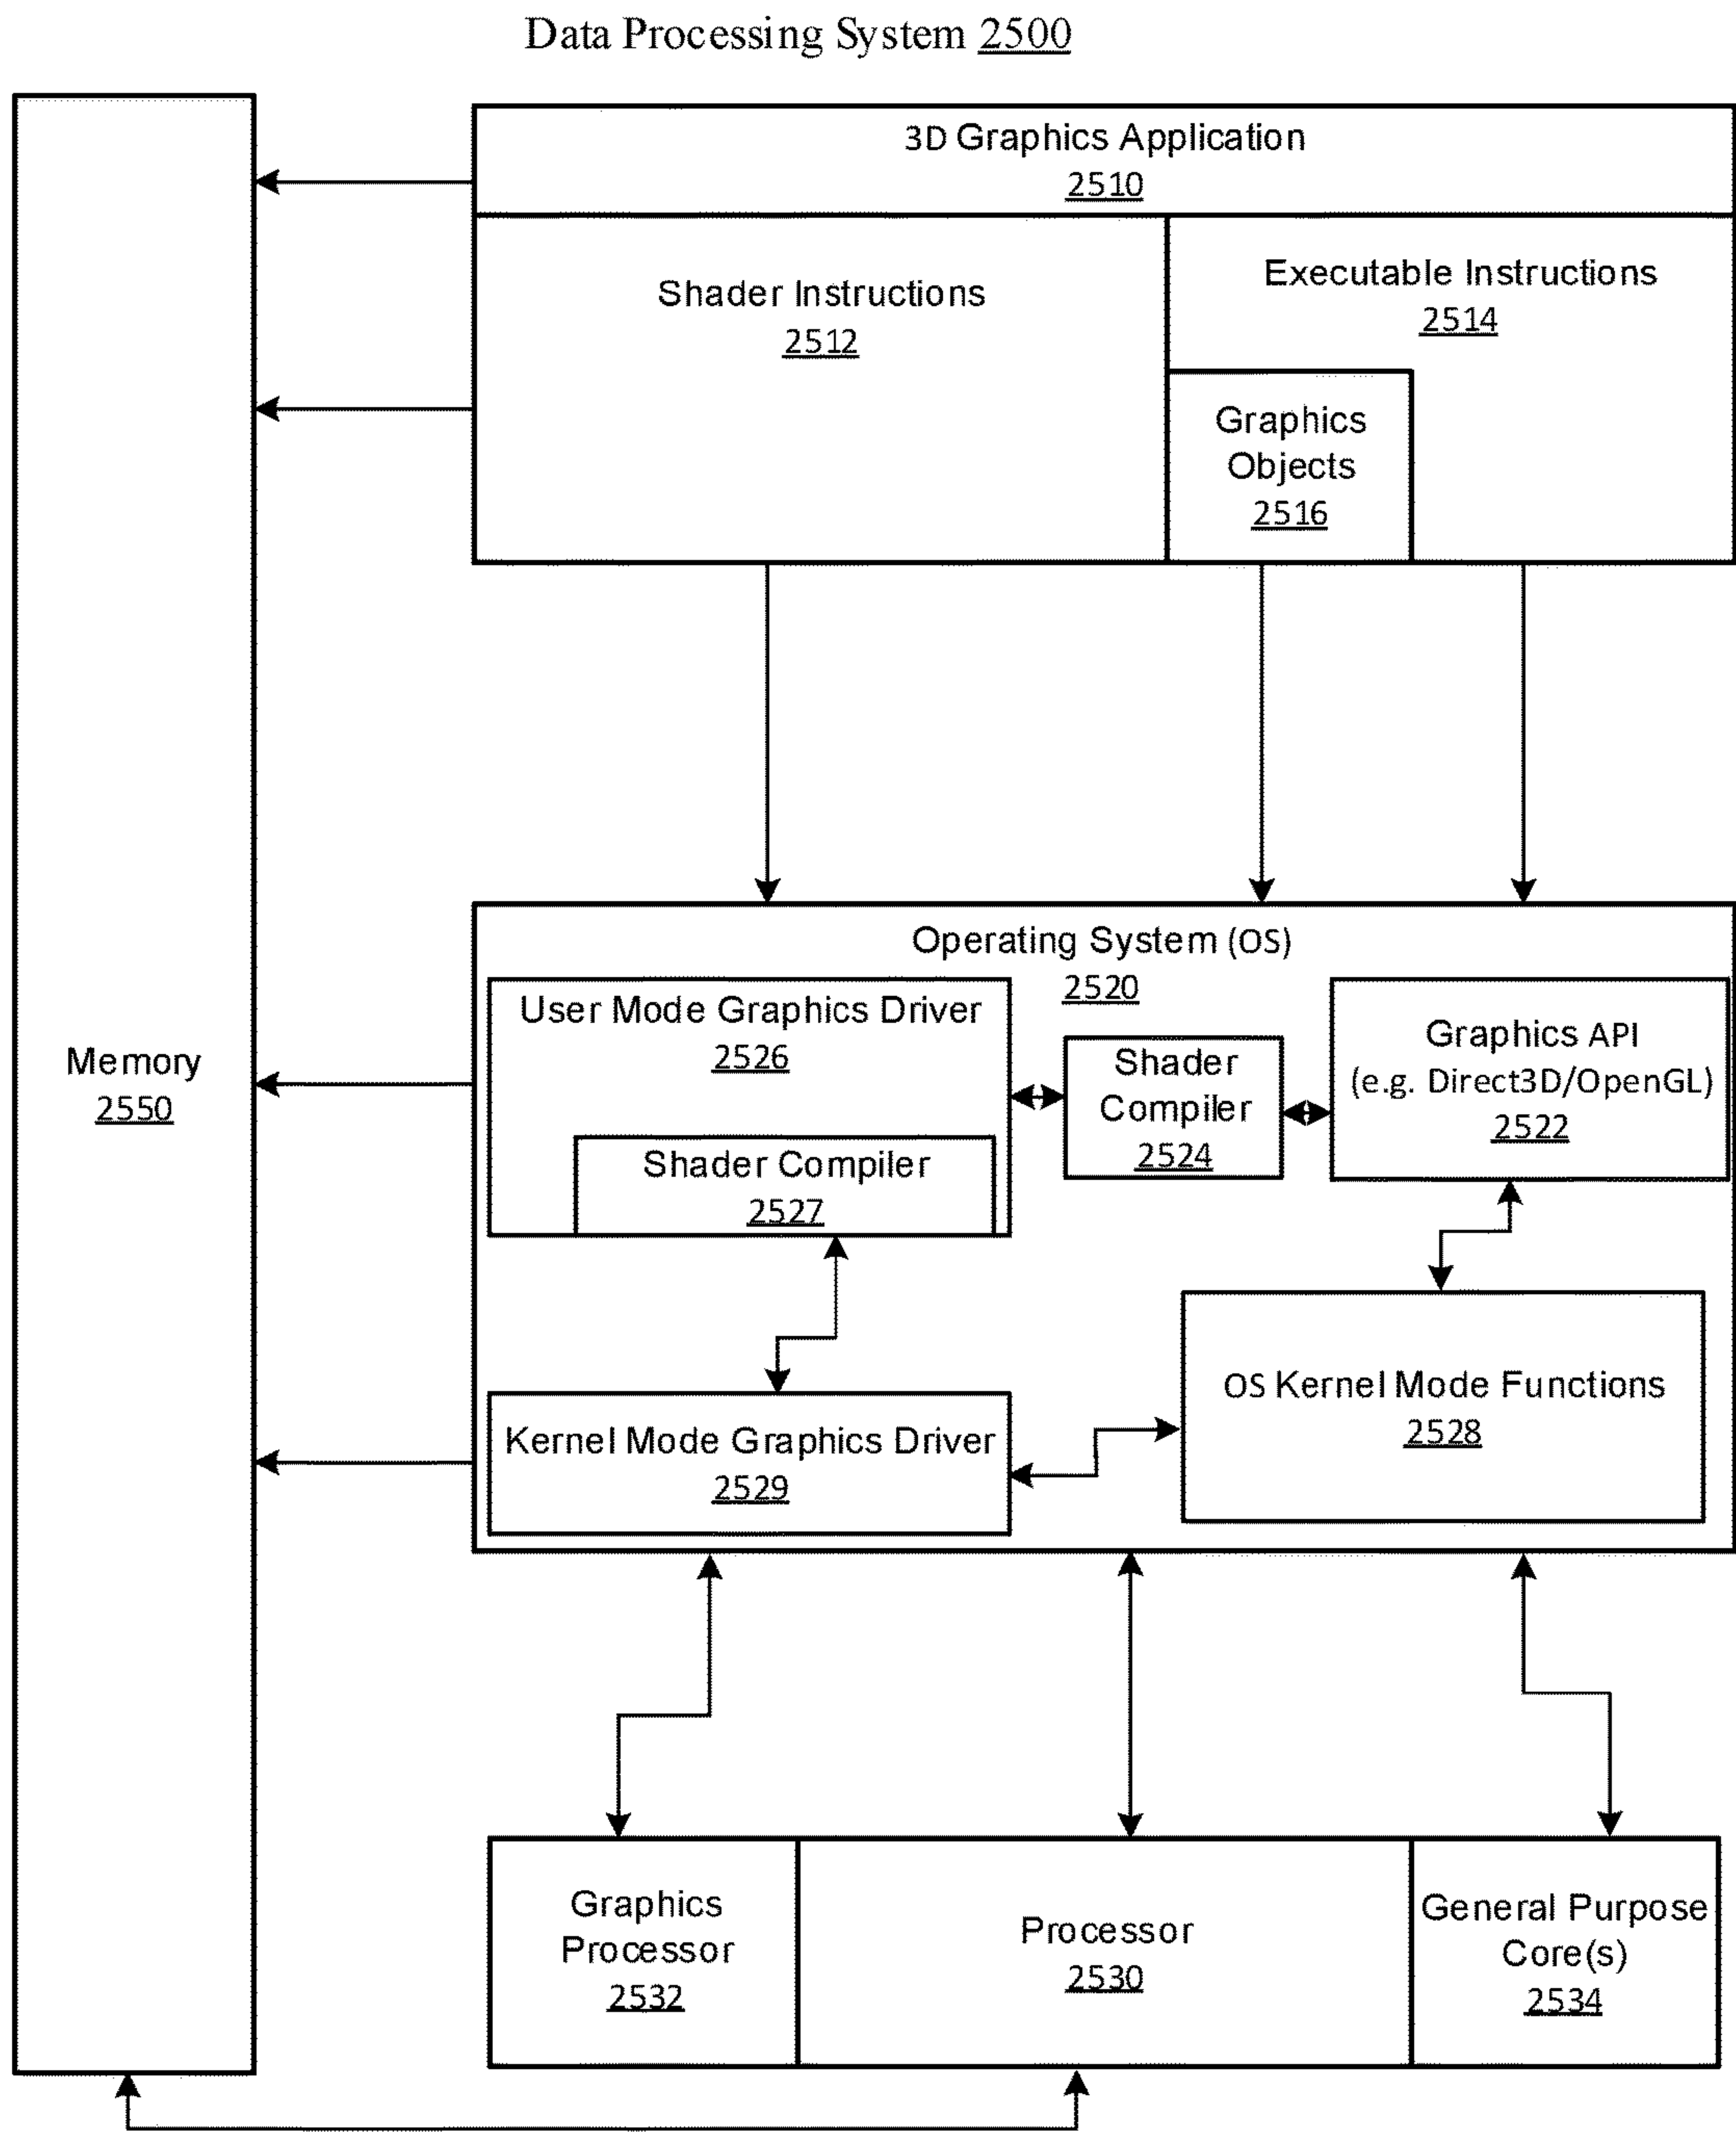 Data Processing System 2500
3D Graphics Application
2510
Shader Instructions
2512
Executable Instructions
2514
Graphics
Objects
2516
Memory
2550
Operating System (OS)
2520
User Mode Graphics Driver
2526
Shader Compiler
2527
Shader
Compiler
2524
Graphics API
(e.g. Direct3D/OpenGL)
2522
Kernel Mode Graphics Driver
2529
OS Kernel Mode Functions
2528
Graphics
Processor
2532
Processor
2530
General Purpose
Core(s)
2534